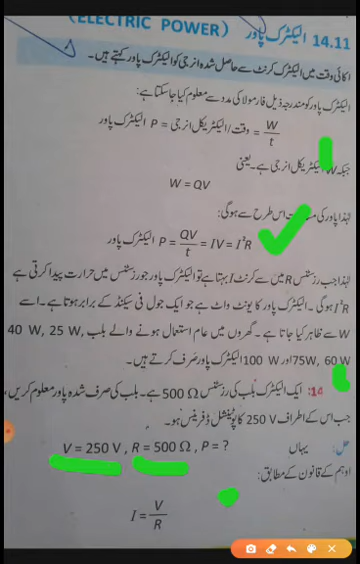 14.11 الیکٹرک پاور (ELECTRIC POWER)
اکائی وقت میں الیکٹرک کرنٹ سے حاصل شدہ انرجی کو الیکٹرک پاور کہتے ہیں۔
الیکٹرک پاور کو مندرجہ ذیل فارمولا کی مدد سے معلوم کیا جا سکتا ہے:
الیکٹرک پاور P = وقت/الیکٹریکل انرجی = W/t
جبکہ W الیکٹریکل انرجی ہے۔ یعنی
W = QV
لہٰذا پاور کی اس طرح سے ہوگی:
الیکٹرک پاور P = QV/t = IV = I²R
لہٰذا جب رزسٹنس R میں سے کرنٹ I بہتا ہے تو الیکٹرک پاور جو رزسٹنس میں حرارت پیدا کرتی ہے
I²R ہوگی۔ الیکٹرک پاور کا یونٹ واٹ ہے جو ایک جول فی سیکنڈ کے برابر ہوتا ہے۔ اسے
W سے ظاہر کیا جاتا ہے۔ گھروں میں عام استعمال ہونے والے بلب 25 W، 40 W،
60 W، 75W اور 100 W الیکٹرک پاور صرف کرتے ہیں۔
14: ایک الیکٹرک بلب کی رزسٹنس 500 Ω ہے۔ بلب کی صرف شدہ پاور معلوم کریں،
جب اس کے اطراف 250 V کا پوٹینشل ڈفرینس ہو۔
حل: یہاں V = 250 V , R = 500 Ω , P = ?
اوہم کے قانون کے مطابق:
I = V/R